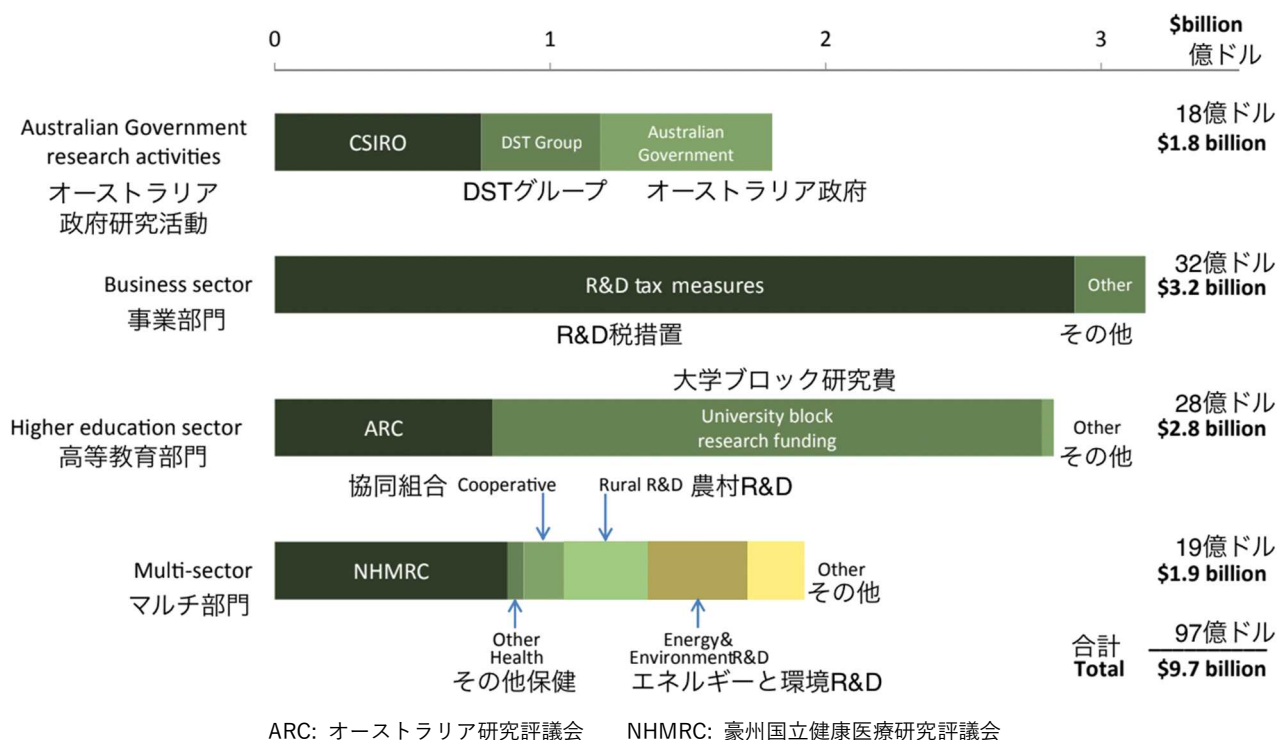 $billion
億ドル
0 1 2 3
Australian Government
research activities
オーストラリア
政府研究活動
CSIRO
DST Group
Australian
Government
DSTグループ
オーストラリア政府
18億ドル
$1.8 billion
Business sector
事業部門
R&D tax measures
Other
R&D税措置
その他
32億ドル
$3.2 billion
Higher education sector
高等教育部門
大学ブロック研究費
ARC
University block
research funding
Other
その他
28億ドル
$2.8 billion
協同組合 Cooperative
Rural R&D 農村R&D
Multi-sector
マルチ部門
NHMRC
Other
その他
19億ドル
$1.9 billion
Other
Health
その他保健
Energy&
EnvironmentR&D
エネルギーと環境R&D
合計
Total
97億ドル
$9.7 billion
ARC: オーストラリア研究評議会 NHMRC: 豪州国立健康医療研究評議会